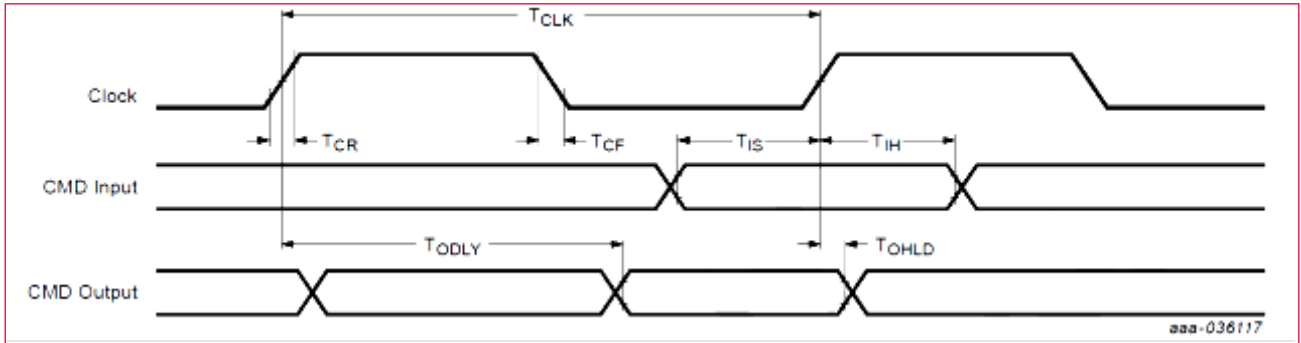 TCLK
Clock
TCR
TCF
TIS
TIH
CMD Input
TODLY
TOHLD
CMD Output
aaa-036117